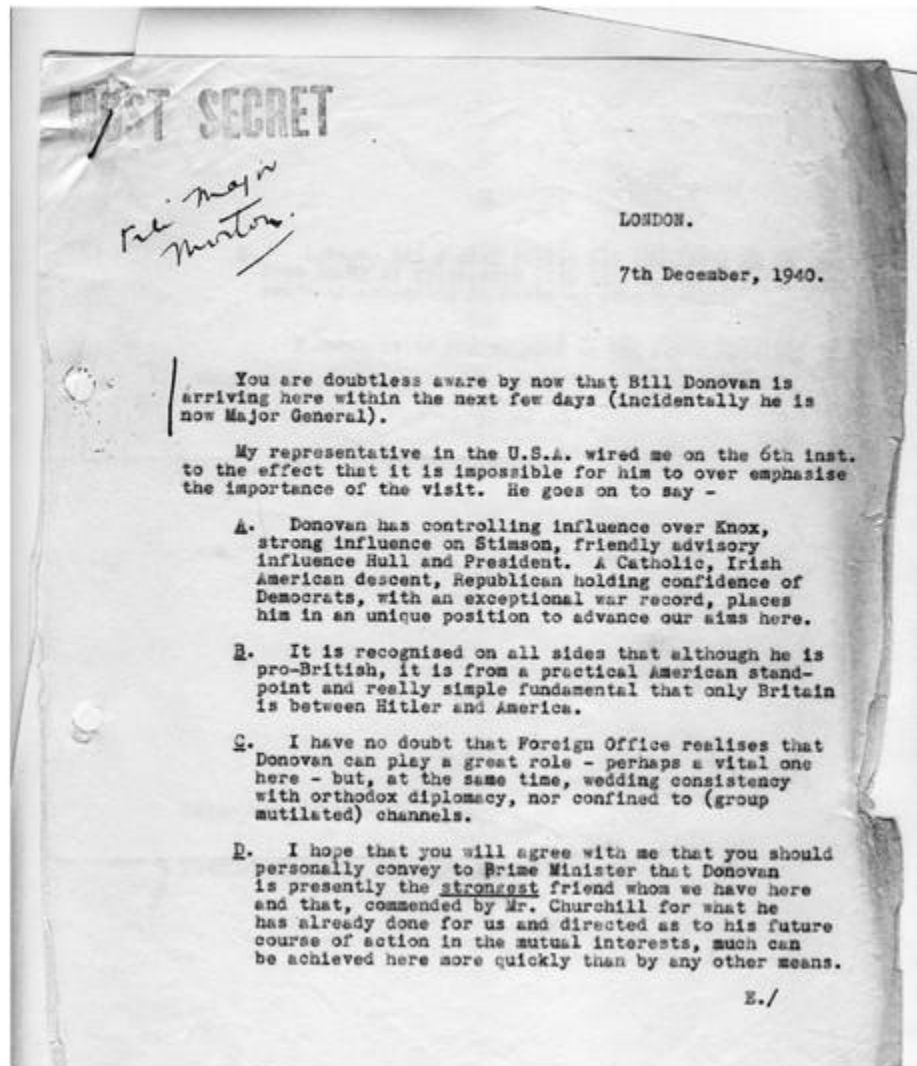 MOST SECRET
Major
Morton.
LONDON.
7th December, 1940.
You are doubtless aware by now that Bill Donovan is
arriving here within the next few days (incidentally he is
now Major General).
My representative in the U.S.A. wired me on the 6th inst.
to the effect that it is impossible for him to over emphasise
the importance of the visit. He goes on to say -
A. Donovan has controlling influence over Knox,
strong influence on Stimson, friendly advisory
influence Hull and President. A Catholic, Irish
American descent, Republican holding confidence of
Democrats, with an exceptional war record, places
him in an unique position to advance our aims here.
B. It is recognised on all sides that although he is
pro-British, it is from a practical American stand-
point and really simple fundamental that only Britain
is between Hitler and America.
C. I have no doubt that Foreign Office realises that
Donovan can play a great role - perhaps a vital one
here - but, at the same time, wedding consistency
with orthodox diplomacy, nor confined to (group
mutilated) channels.
D. I hope that you will agree with me that you should
personally convey to Prime Minister that Donovan
is presently the strongest friend whom we have here
and that, commended by Mr. Churchill for what he
has already done for us and directed as to his future
course of action in the mutual interests, much can
be achieved here more quickly than by any other means.
E./